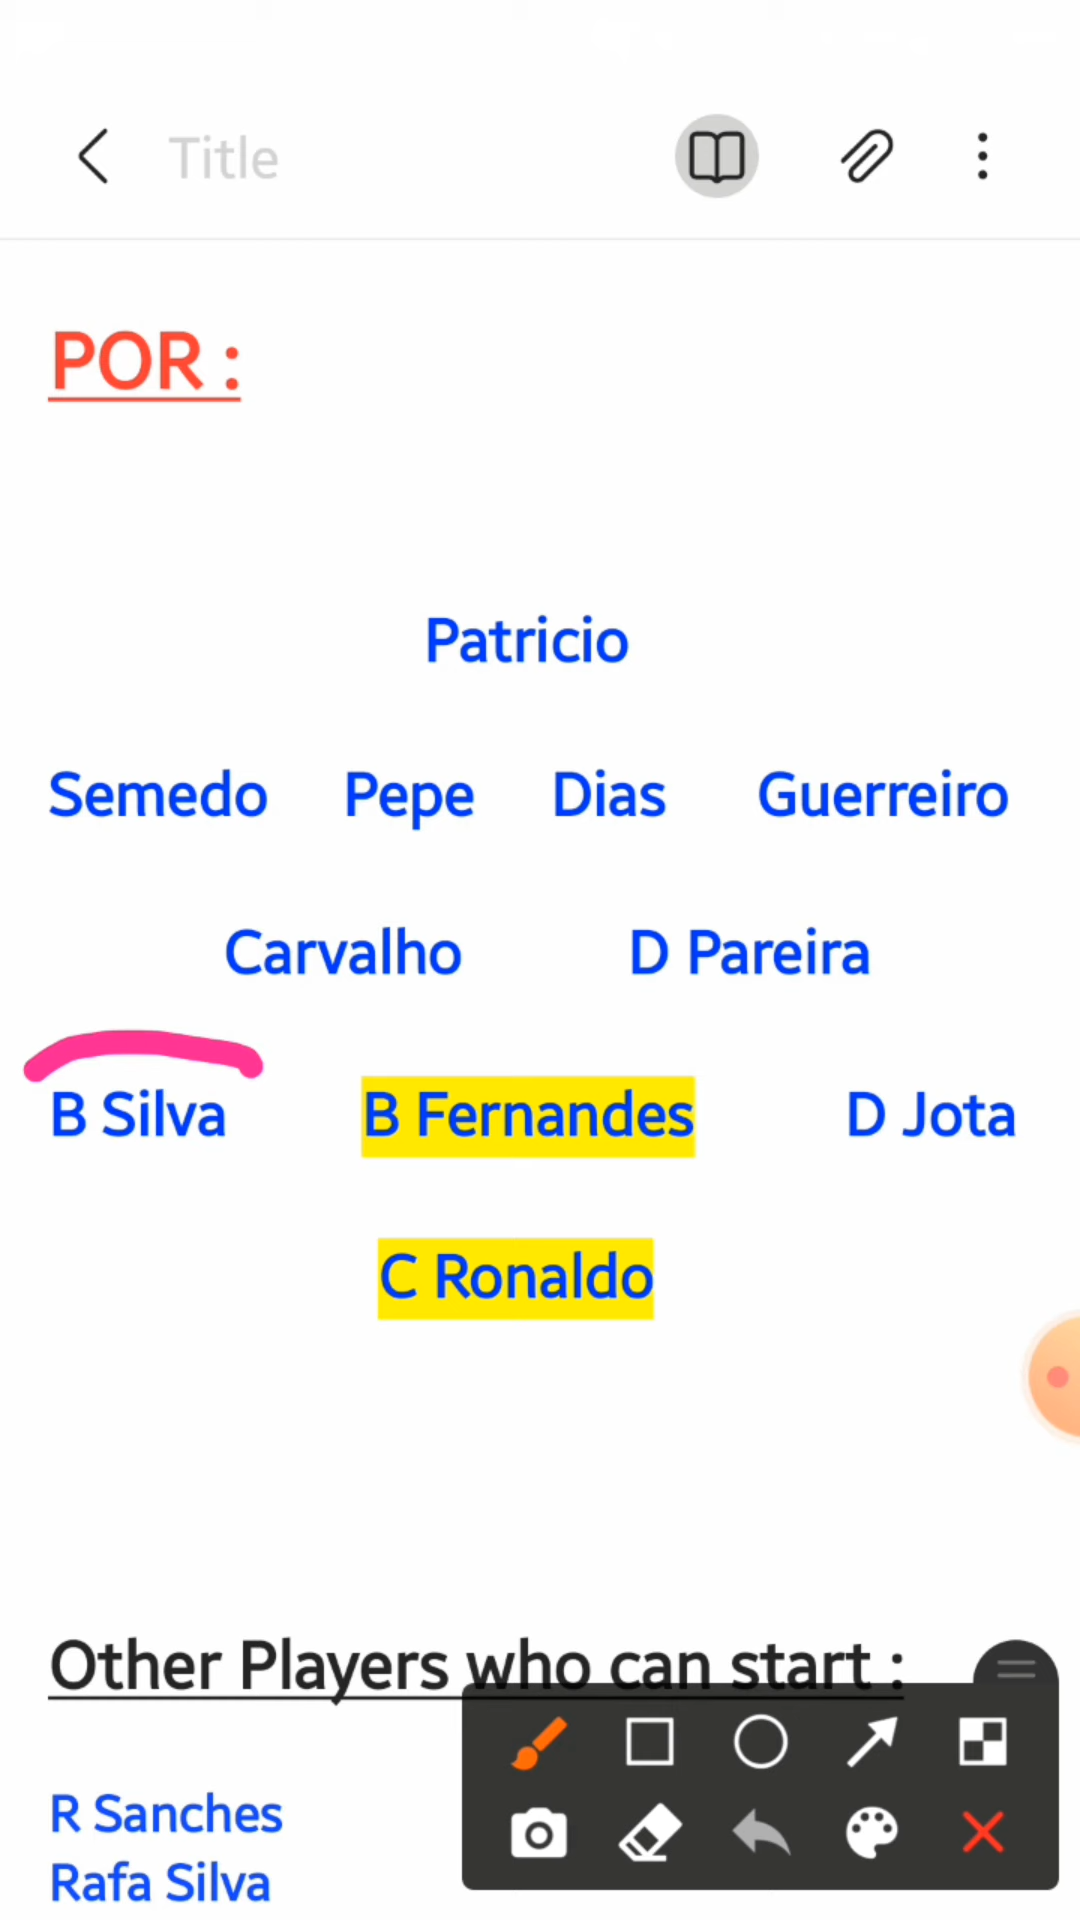 Title
POR :
Patricio
Semedo Pepe Dias Guerreiro
Carvalho D Pareira
B Silva B Fernandes D Jota
C Ronaldo
Other Players who can start :
R Sanches
Rafa Silva